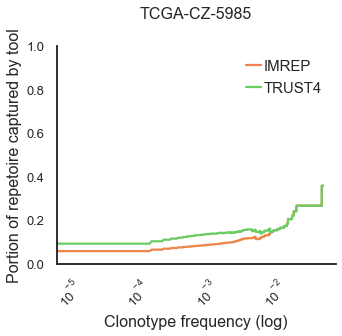 TCGA-CZ-5985
Portion of repetoire captured by tool
1.0
0.8
0.6
0.4
0.2
0.0
IMREP
TRUST4
10⁻⁵
10⁻⁴
10⁻³
10⁻²
Clonotype frequency (log)